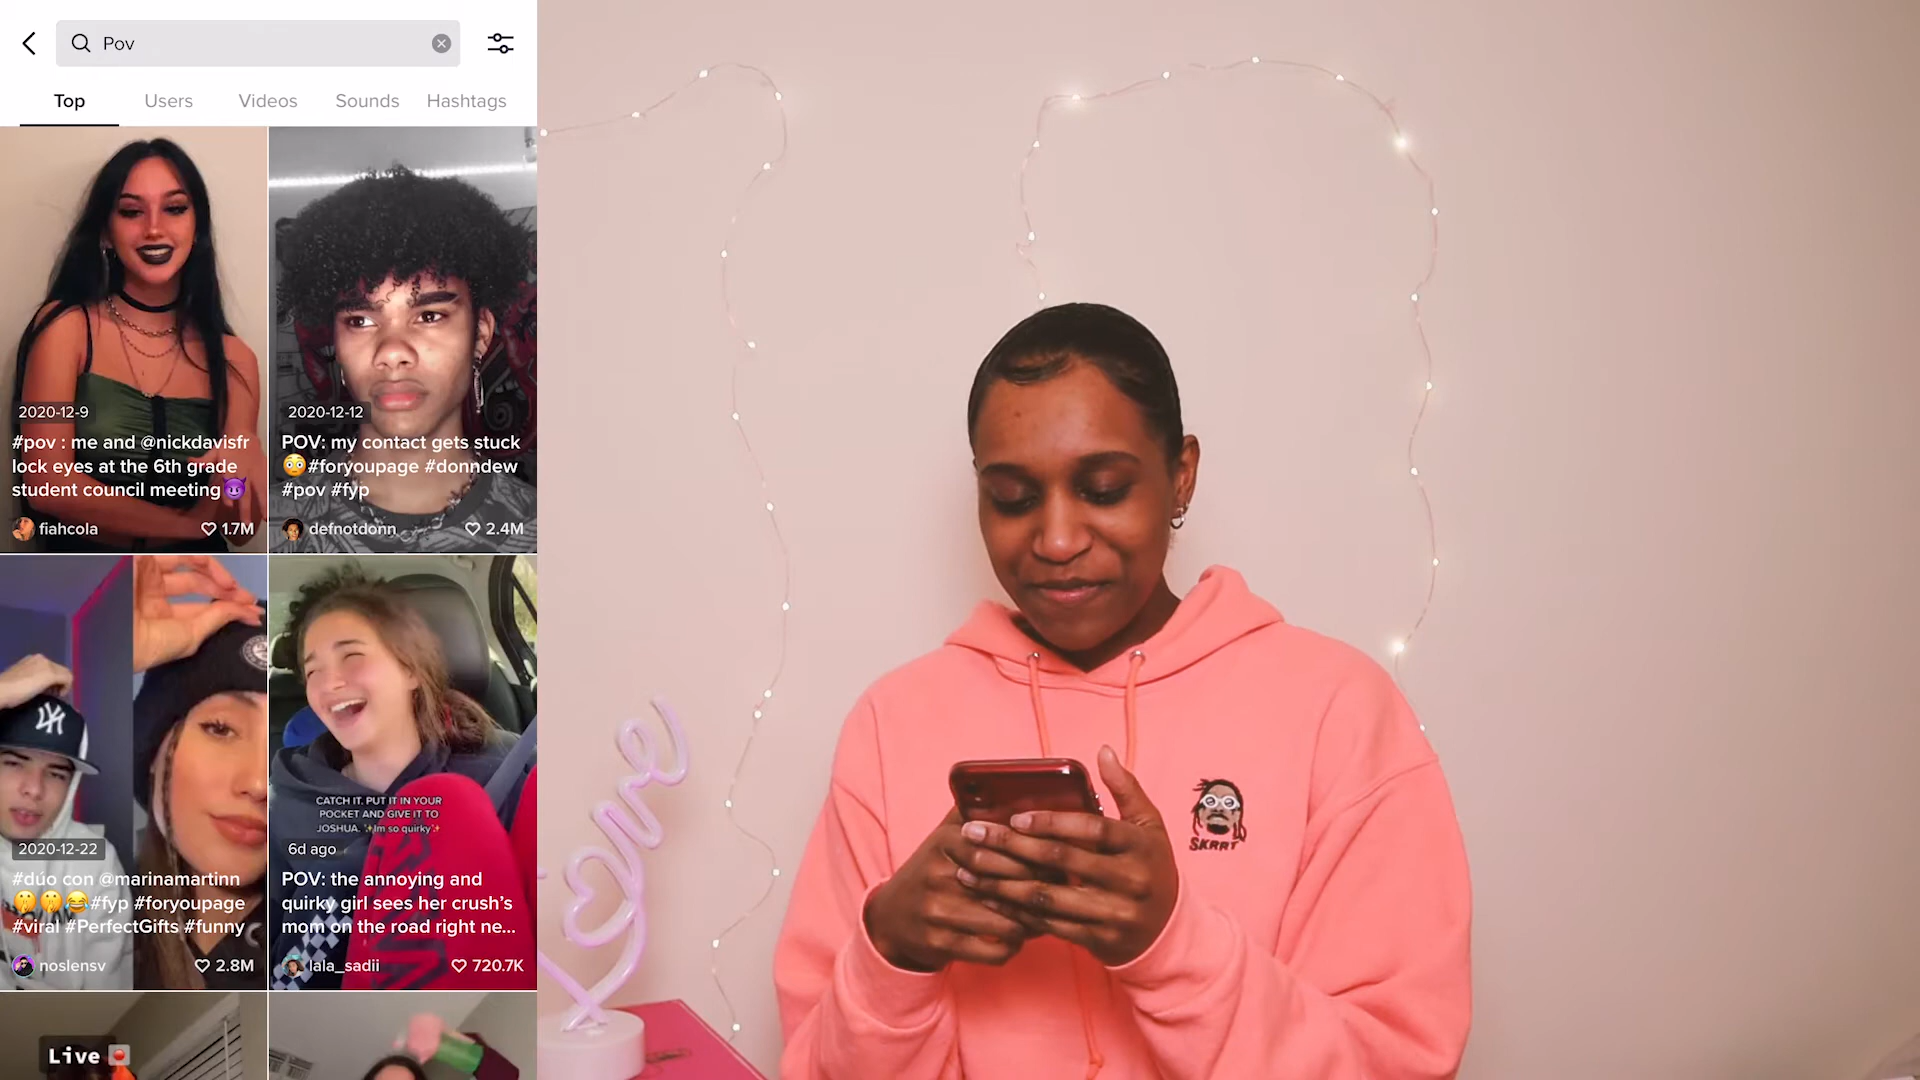 Pov
Top
Users
Videos
Sounds
Hashtags
2020-12-9
#pov : me and @nickdavisfr
lock eyes at the 6th grade
student council meeting😈
fiahcola
1.7M
2020-12-12
POV: my contact gets stuck
😳#foryoupage #donndew
#pov #fyp
defnotdonn
2.4M
2020-12-22
#dúo con @marinamartinn
🤭🤭😂#fyp #foryoupage
#viral #PerfectGifts #funny
noslensv
2.8M
CATCH IT. PUT IT IN YOUR
POCKET AND GIVE IT TO
JOSHUA. ✨Im so quirky✨
6d ago
POV: the annoying and
quirky girl sees her crush's
mom on the road right ne...
lala_sadii
720.7K
Live
love
SKRRT